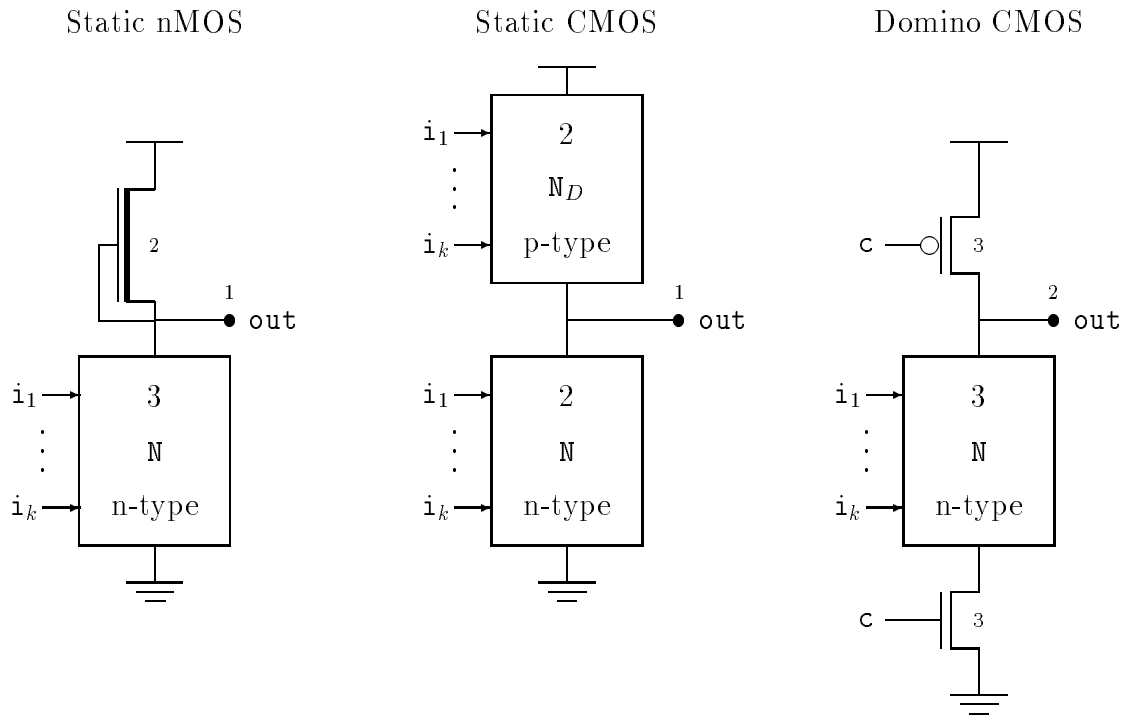 Static nMOS
2
1
out
i1
3
N
ik
n-type
Static CMOS
i1
2
ND
ik
p-type
1
out
i1
2
N
ik
n-type
Domino CMOS
c
3
2
out
i1
3
N
ik
n-type
c
3